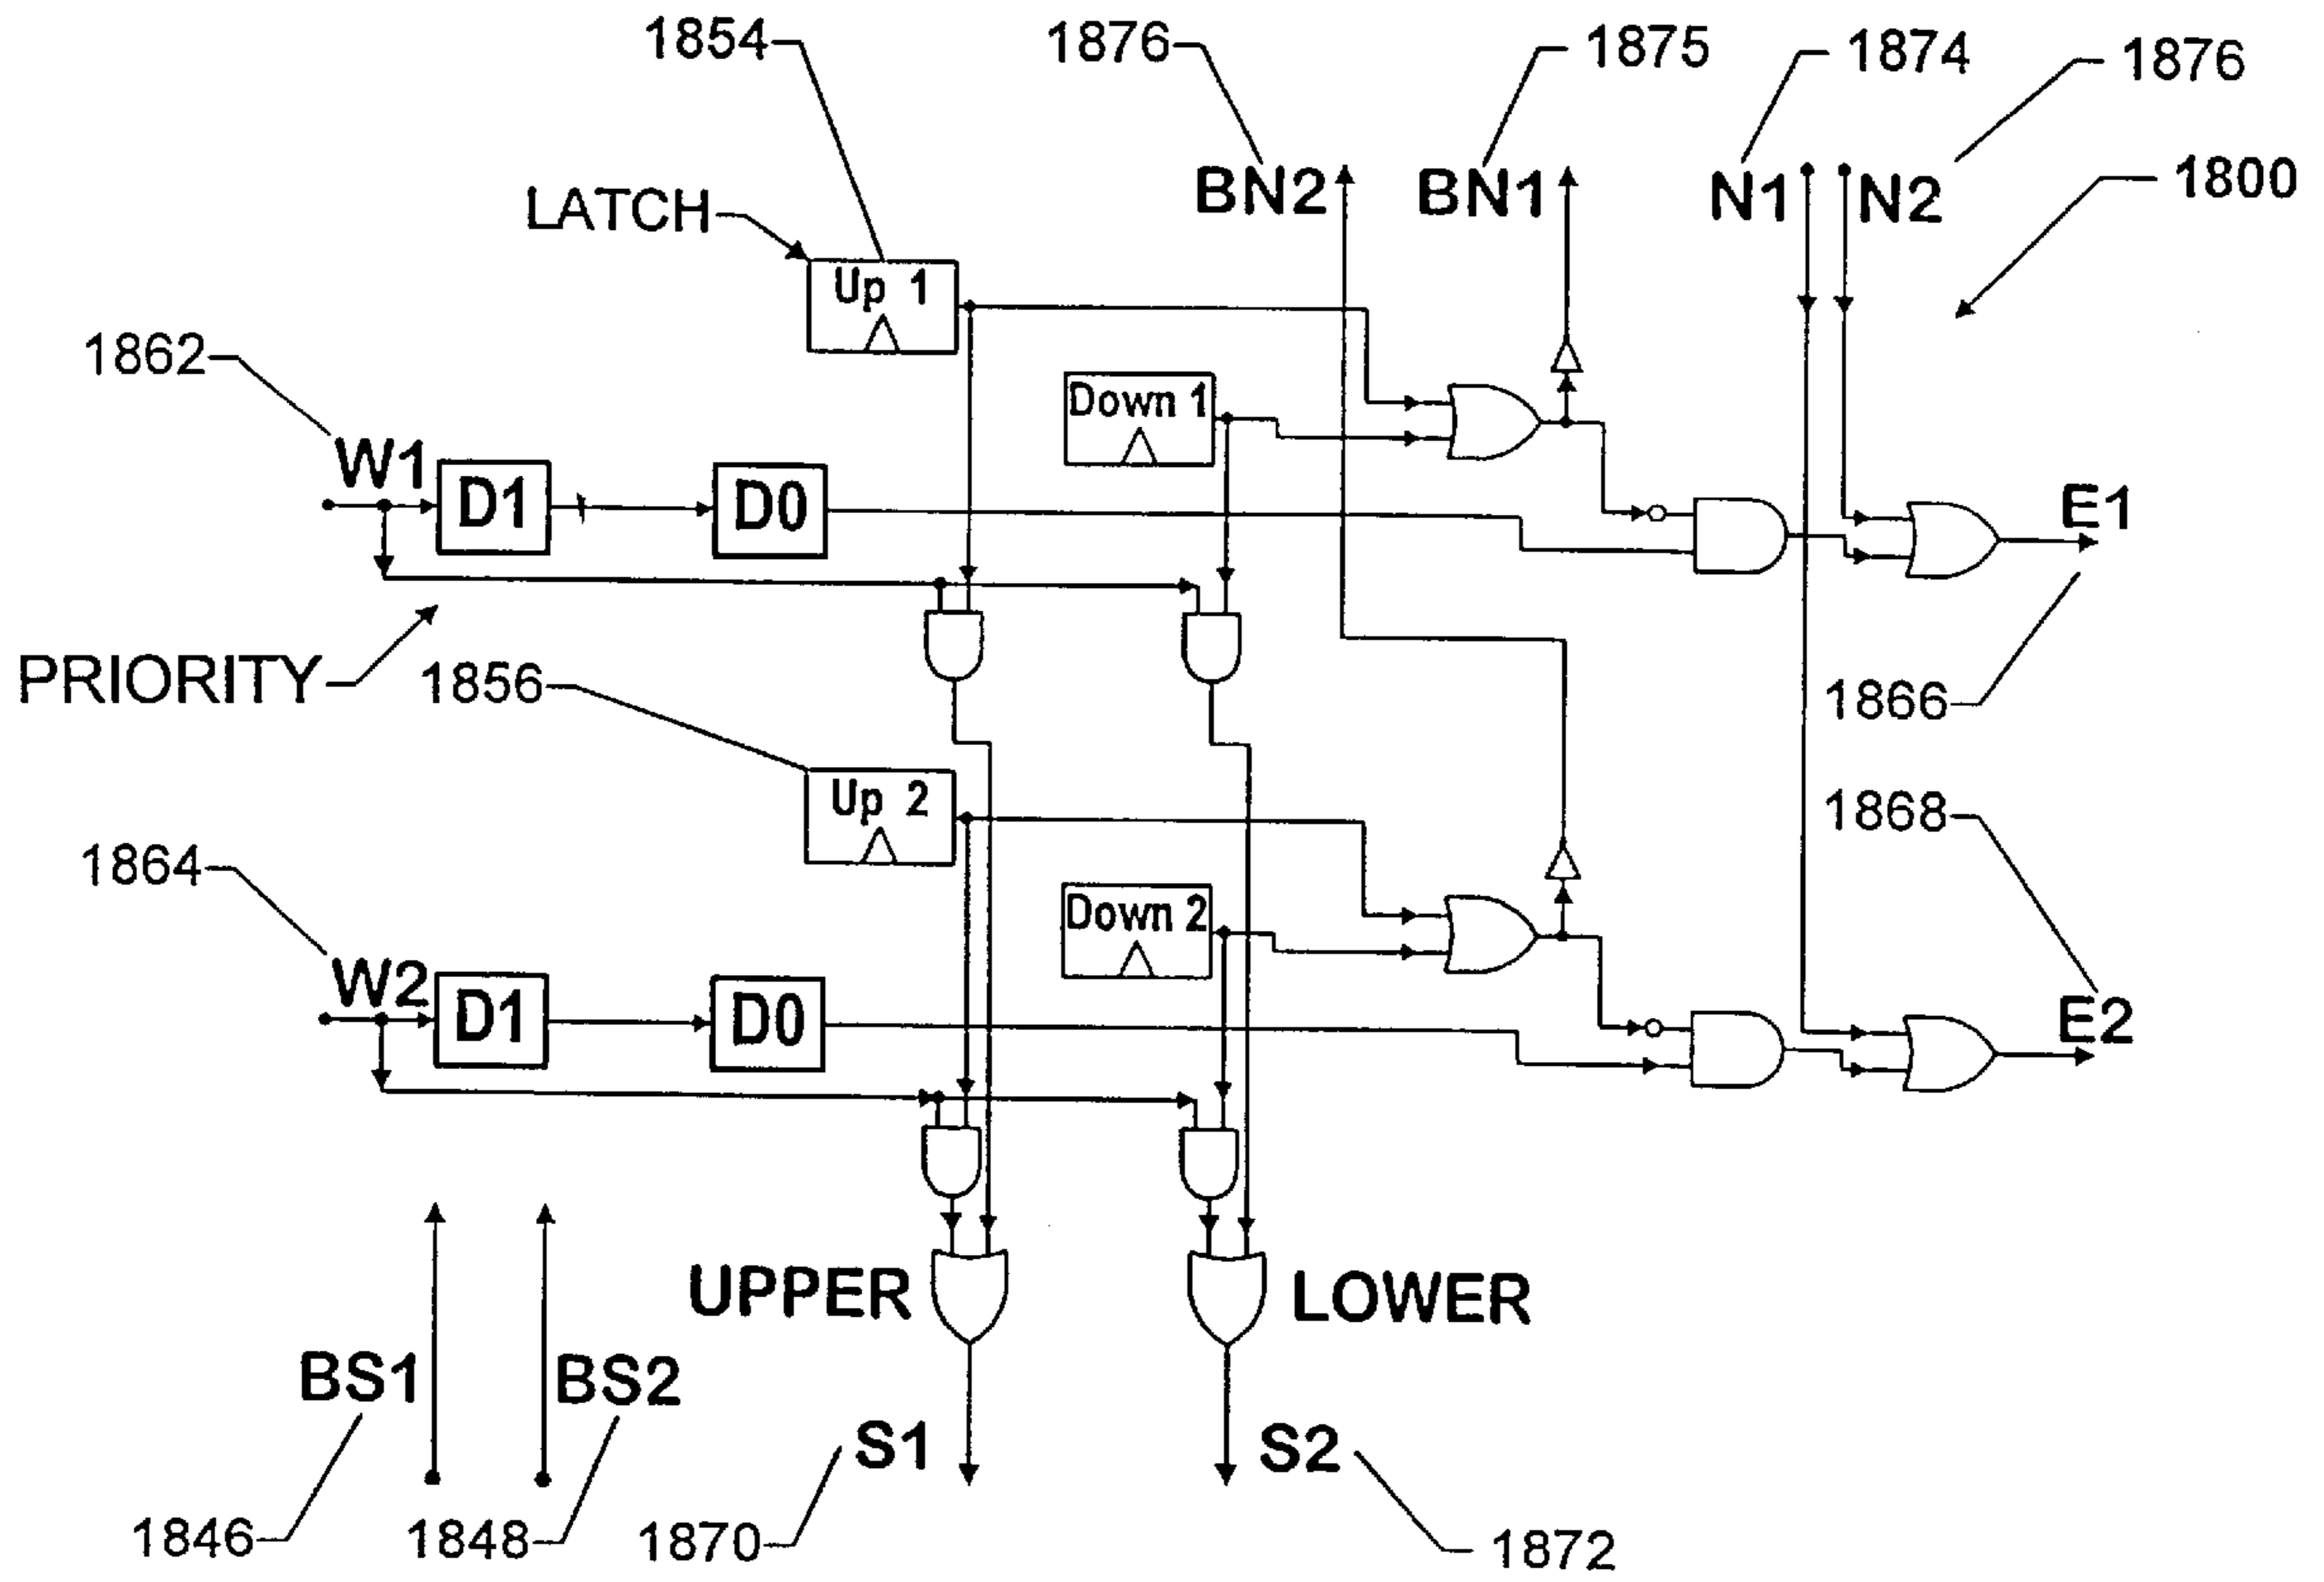 1854
1876
1875
1874
1876
1800
LATCH
BN2
BN1
N1
N2
Up 1
1862
Down 1
W1
D1
D0
E1
PRIORITY
1856
1866
Up 2
1868
1864
Down 2
W2
D1
D0
E2
UPPER
LOWER
BS1
BS2
S1
S2
1846
1848
1870
1872